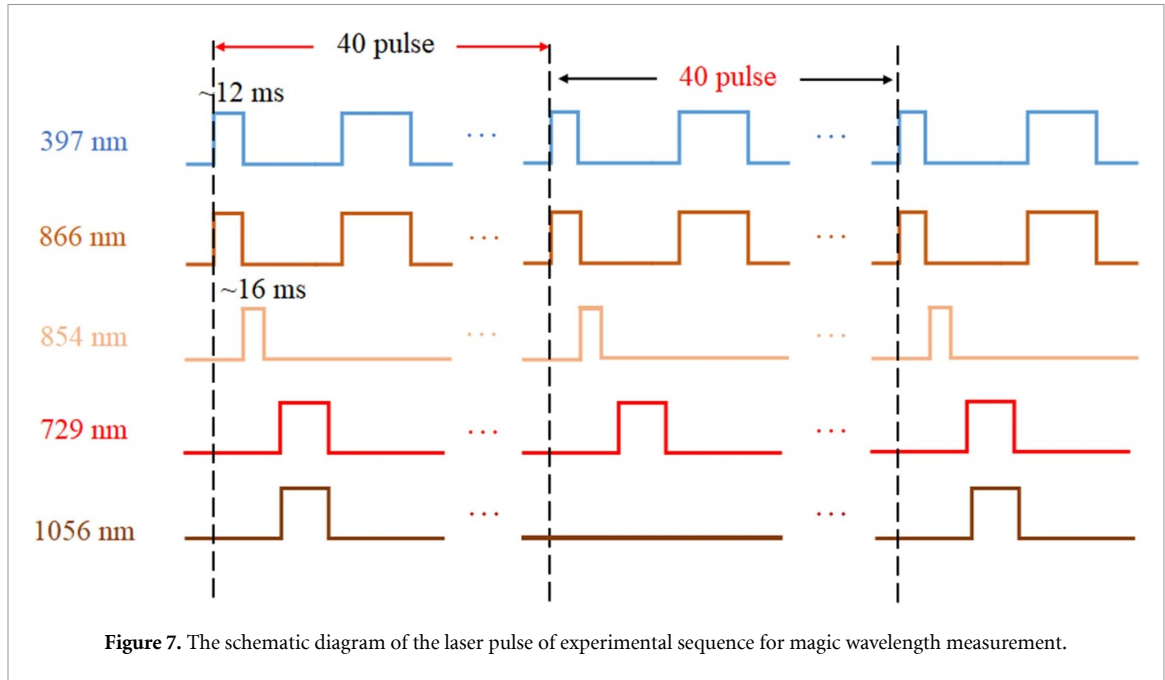 40 pulse
40 pulse
~12 ms
397 nm
...
...
866 nm
...
...
~16 ms
854 nm
...
...
729 nm
...
...
1056 nm
...
...
Figure 7. The schematic diagram of the laser pulse of experimental sequence for magic wavelength measurement.